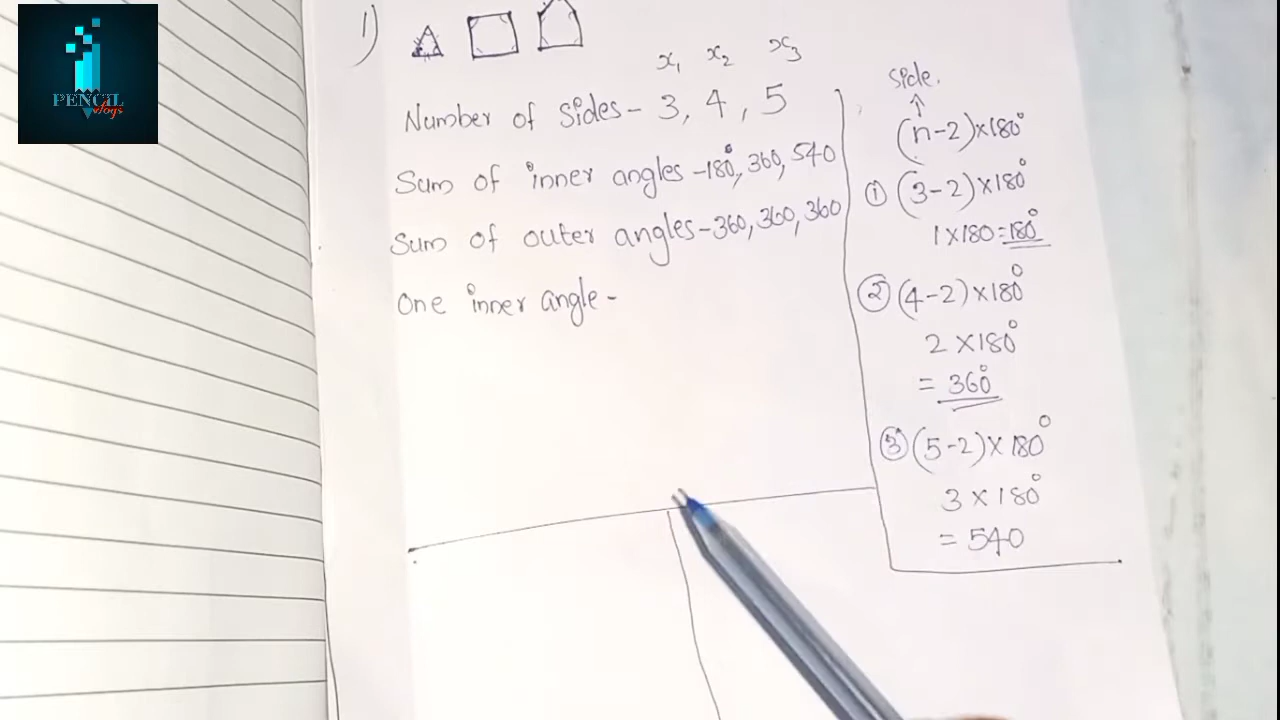 PENCIL
vlogs
1)
x₁ x₂ x₃
Number of sides - 3, 4, 5
Sum of inner angles - 180°, 360, 540
Sum of outer angles - 360, 360, 360
One inner angle -
side.
↑
(n-2)×180°
① (3-2)×180°
1×180=180°
② (4-2)×180°
2×180°
= 360°
③ (5-2)×180°
3×180°
= 540